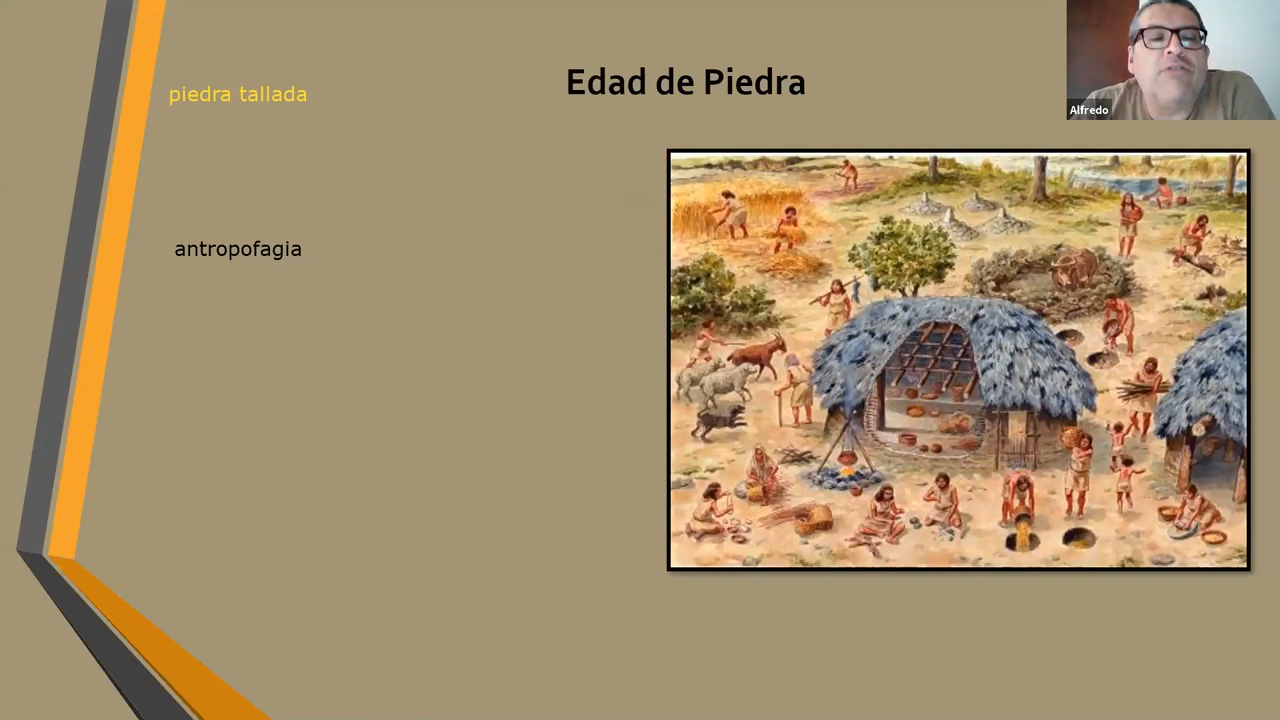 Edad de Piedra
piedra tallada
antropofagia
Alfredo